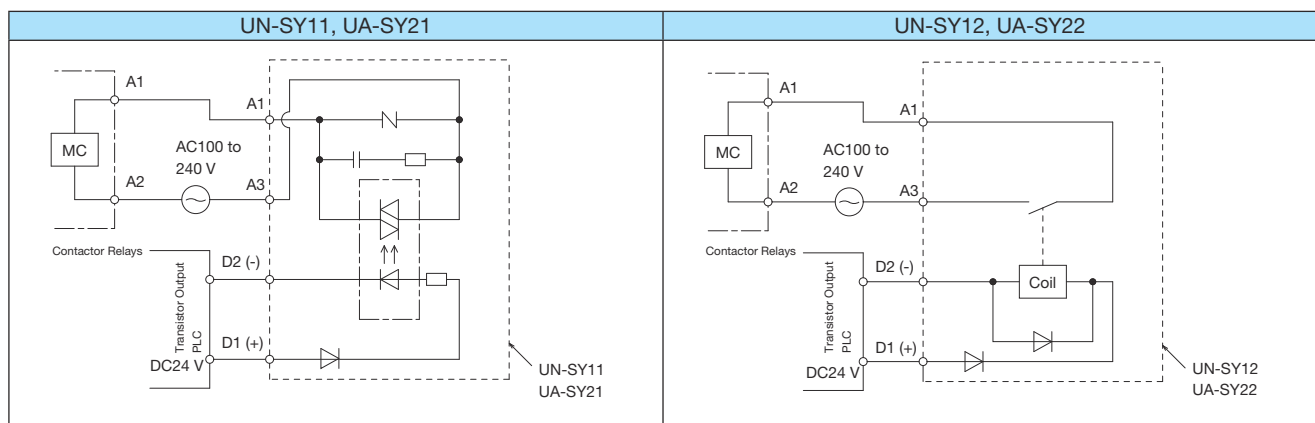 UN-SY11, UA-SY21
A1
A1
MC
AC100 to
240 V
A2
A3
Contactor Relays
D2 (-)
Transistor Output
PLC
D1 (+)
DC24 V
UN-SY11
UA-SY21
UN-SY12, UA-SY22
A1
A1
MC
AC100 to
240 V
A2
A3
Contactor Relays
D2 (-)
Coil
Transistor Output
PLC
D1 (+)
DC24 V
UN-SY12
UA-SY22